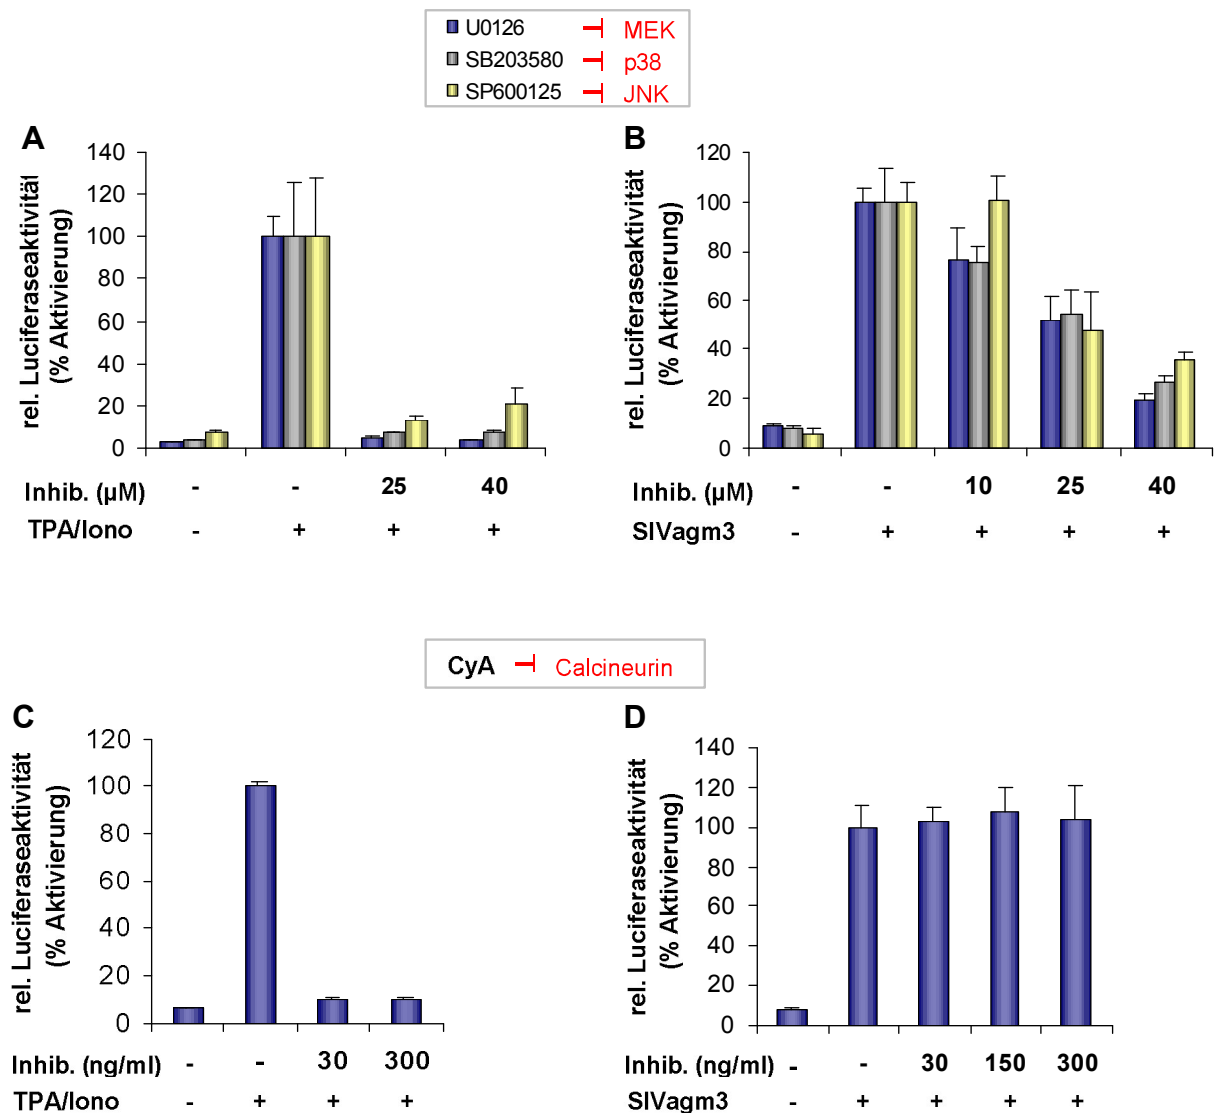 U0126 MEK
SB203580 p38
SP600125 JNK
A
rel. Luciferaseaktivität
(% Aktivierung)
140
120
100
80
60
40
20
0
Inhib. (µM) - - 25 40
TPA/Iono - + + +
B
rel. Luciferaseaktivität
(% Aktivierung)
120
100
80
60
40
20
0
Inhib. (µM) - - 10 25 40
SIVagm3 - + + + +
CyA Calcineurin
C
rel. Luciferaseaktivität
(% Aktivierung)
120
100
80
60
40
20
0
Inhib. (ng/ml) - - 30 300
TPA/Iono - + + +
D
rel. Luciferaseaktivität
(% Aktivierung)
140
120
100
80
60
40
20
0
Inhib. (ng/ml) - - 30 150 300
SIVagm3 - + + + +